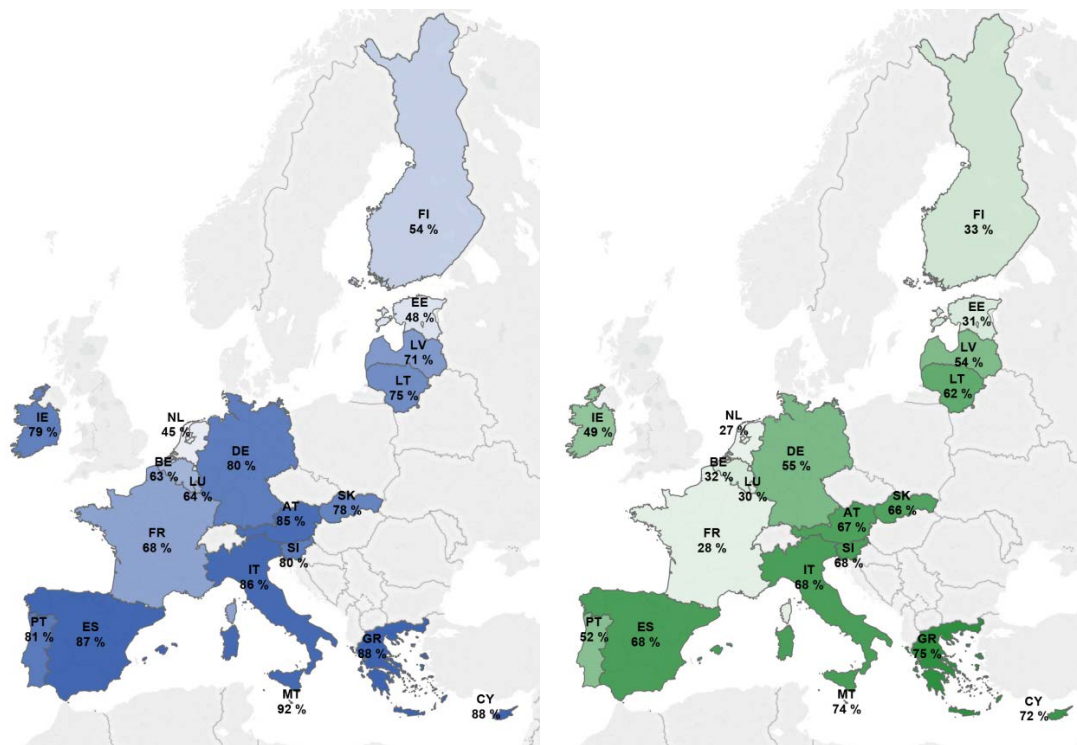 FI
54 %
EE
48 %
LV
71 %
LT
75 %
IE
79 %
NL
45 %
BE
63 %
LU
64 %
DE
80 %
SK
78 %
AT
85 %
SI
80 %
FR
68 %
IT
86 %
PT
81 %
ES
87 %
GR
88 %
MT
92 %
CY
88 %
FI
33 %
EE
31 %
LV
54 %
LT
62 %
IE
49 %
NL
27 %
BE
32 %
LU
30 %
DE
55 %
SK
66 %
AT
67 %
SI
68 %
FR
28 %
IT
68 %
PT
52 %
ES
68 %
GR
75 %
MT
74 %
CY
72 %